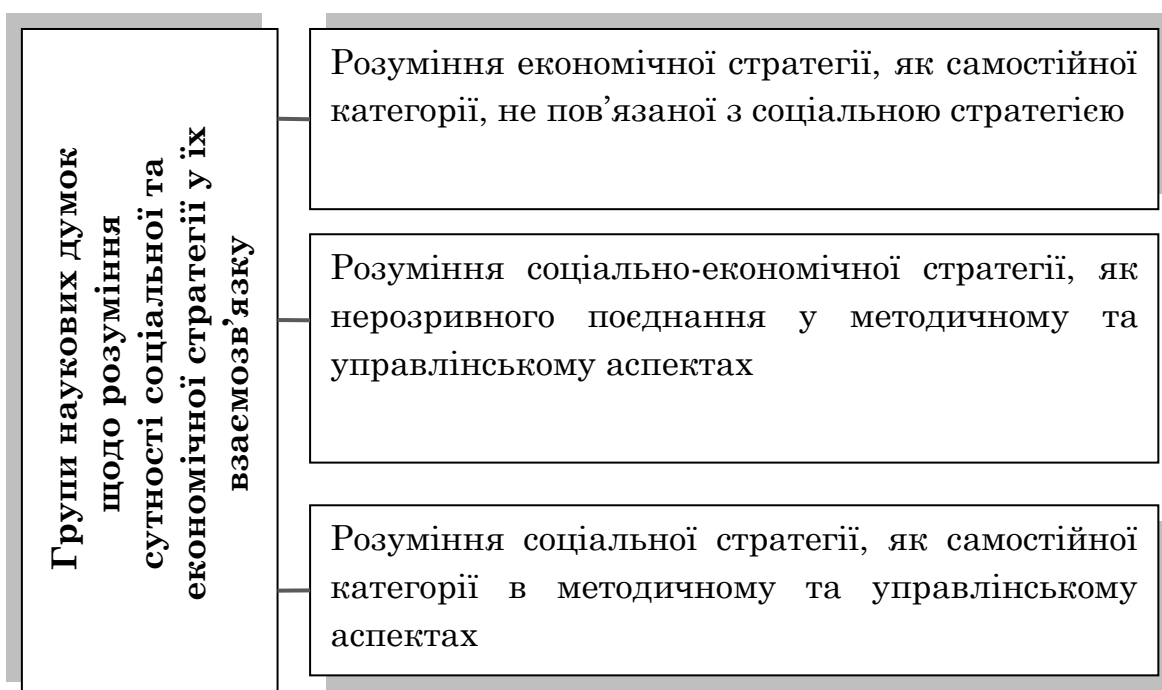 Групи наукових думок
щодо розуміння
сутності соціальної та
економічної стратегії у їх
взаємозв’язку
Розуміння економічної стратегії, як самостійної
категорії, не пов’язаної з соціальною стратегією
Розуміння соціально-економічної стратегії, як
нерозривного поєднання у методичному та
управлінському аспектах
Розуміння соціальної стратегії, як самостійної
категорії в методичному та управлінському
аспектах